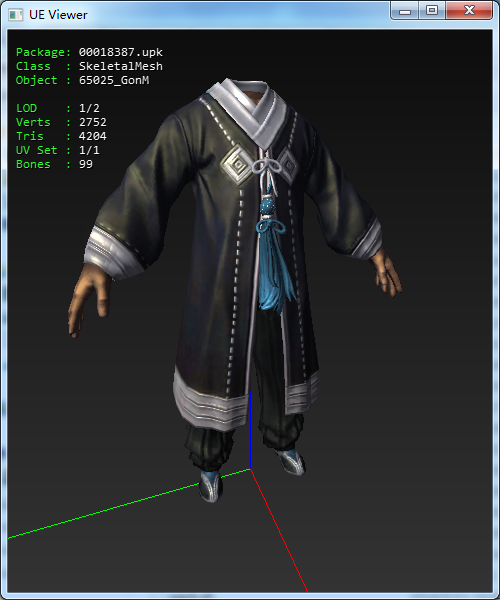 UE Viewer
Package: 00018387.upk
Class  : SkeletalMesh
Object : 65025_GonM
LOD    : 1/2
Verts  : 2752
Tris   : 4204
UV Set : 1/1
Bones  : 99